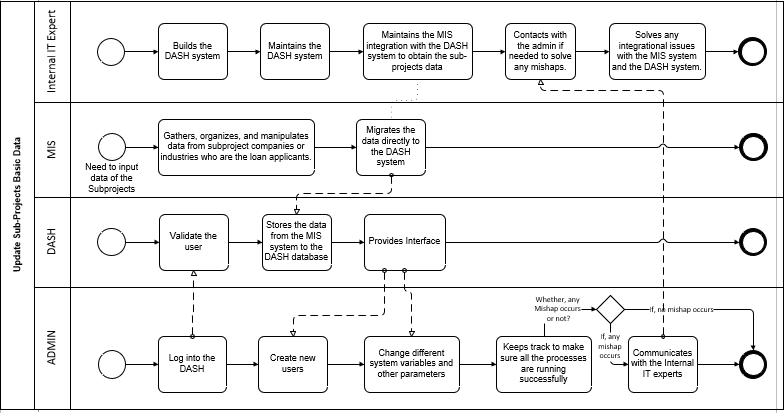 Update Sub-Projects Basic Data
Internal IT Expert
Builds the
DASH system
Maintains the
DASH system
Maintains the MIS
integration with the DASH
system to obtain the sub-
projects data
Contacts with
the admin if
needed to solve
any mishaps.
Solves any
integrational issues
with the MIS system
and the DASH system.
MIS
Need to input
data of the
Subprojects
Gathers, organizes, and manipulates
data from subproject companies or
industries who are the loan applicants.
Migrates the
data directly to
the DASH
system
DASH
Validate the
user
Stores the data
from the MIS
system to the
DASH database
Provides Interface
ADMIN
Log into the
DASH
Create new
users
Change different
system variables and
other parameters
Keeps track to make
sure all the processes
are running
successfully
Whether, any
Mishap occurs
or not?
If, no mishap occurs
If, any
mishap
occurs
Communicates
with the Internal
IT experts